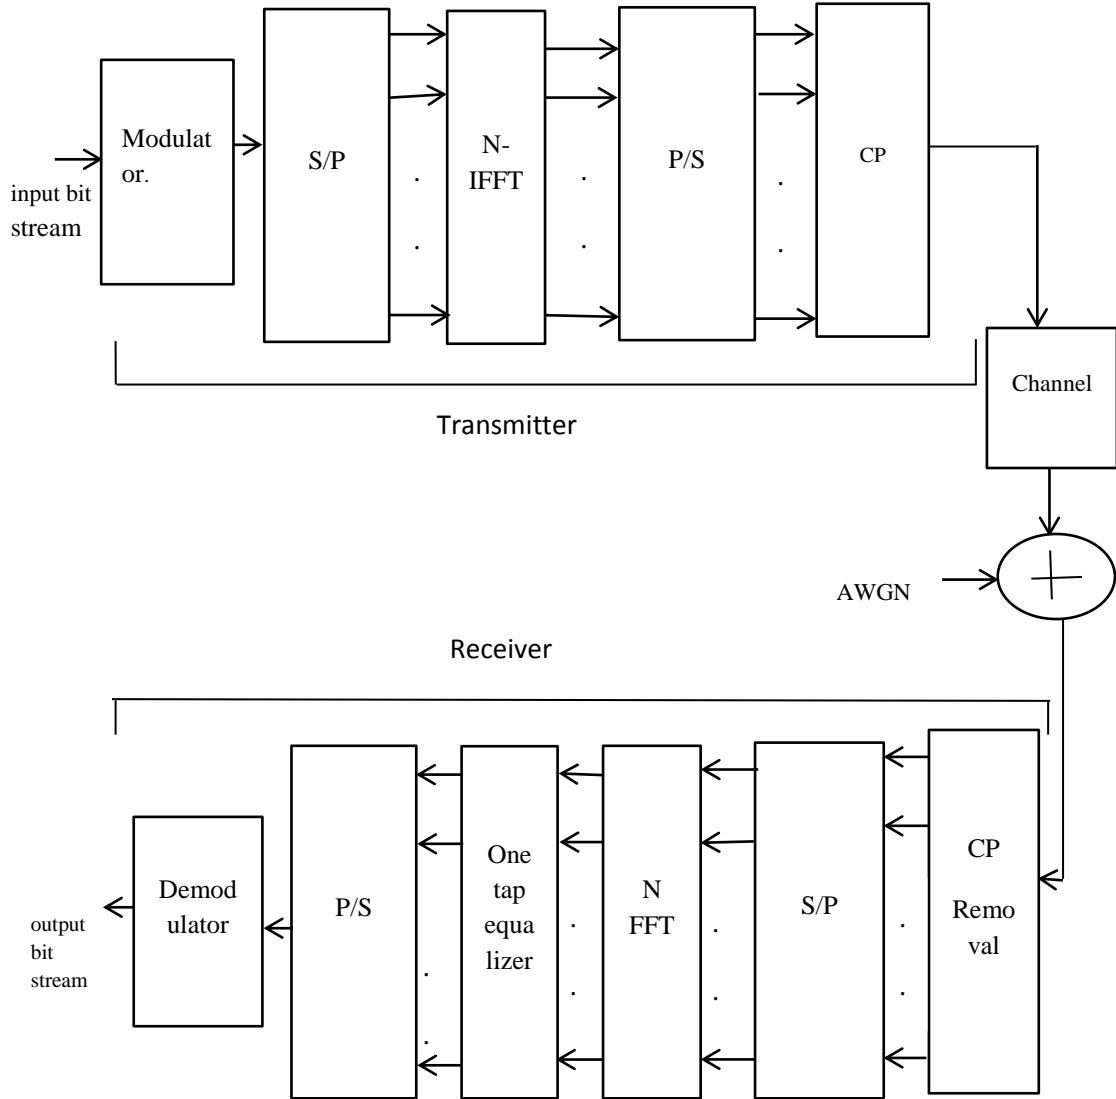 Modulat
or.
input bit
stream
S/P
N-
IFFT
P/S
CP
Channel
Transmitter
AWGN
Receiver
CP
Remo
val
S/P
N
FFT
One
tap
equa
lizer
P/S
Demod
ulator
output
bit
stream